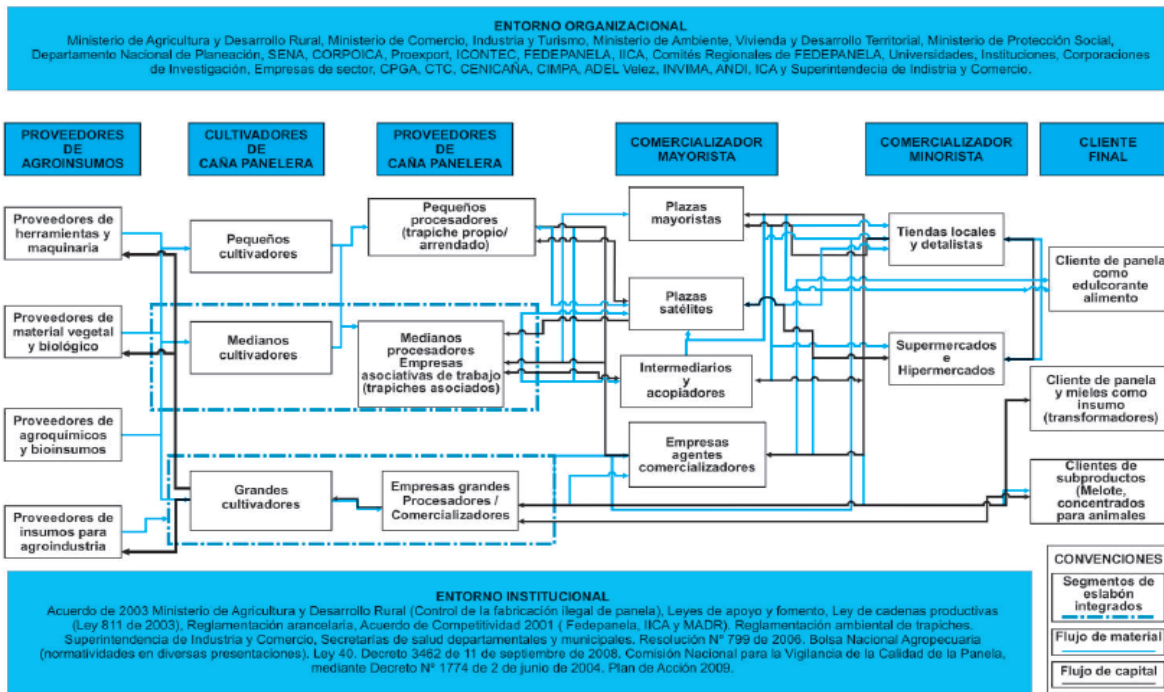 ENTORNO ORGANIZACIONAL
Ministerio de Agricultura y Desarrollo Rural, Ministerio de Comercio, Industria y Turismo, Ministerio de Ambiente, Vivienda y Desarrollo Territorial, Ministerio de Protección Social,
Departamento Nacional de Planeación, SENA, CORPOICA, Proexport, ICONTEC, FEDEPANELA, IICA, Comités Regionales de FEDEPANELA, Universidades, Instituciones, Corporaciones
de Investigación, Empresas de sector, CPGA, CTC, CENICAÑA, CIMPA, ADEL Velez, INVIMA, ANDI, ICA y Superintendecia de Indistria y Comercio.
PROVEEDORES
DE
AGROINSUMOS
CULTIVADORES
DE
CAÑA PANELERA
PROVEEDORES
DE
CAÑA PANELERA
COMERCIALIZADOR
MAYORISTA
COMERCIALIZADOR
MINORISTA
CLIENTE
FINAL
Proveedores de
herramientas y
maquinaria
Proveedores de
material vegetal
y biológico
Proveedores de
agroquímicos
y bioinsumos
Proveedores de
insumos para
agroindustria
Pequeños
cultivadores
Medianos
cultivadores
Grandes
cultivadores
Pequeños
procesadores
(trapiche propio/
arrendado)
Medianos
procesadores
Empresas
asociativas de trabajo
(trapiches asociados)
Empresas grandes
Procesadores /
Comercializadores
Plazas
mayoristas
Plazas
satélites
Intermediarios
y
acopiadores
Empresas
agentes
comercializadores
Tiendas locales
y detalistas
Supermercados
e
Hipermercados
Cliente de panela
como
edulcorante
alimento
Cliente de panela
y mieles como
insumo
(transformadores)
Clientes de
subproductos
(Melote,
concentrados
para animales
CONVENCIONES
Segmentos de
eslabón
integrados
Flujo de material
Flujo de capital
ENTORNO INSTITUCIONAL
Acuerdo de 2003 Ministerio de Agricultura y Desarrollo Rural (Control de la fabricación ilegal de panela), Leyes de apoyo y fomento, Ley de cadenas productivas
(Ley 811 de 2003), Reglamentación arancelaria, Acuerdo de Competitividad 2001 ( Fedepanela, IICA y MADR). Reglamentación ambiental de trapiches.
Superintendencia de Industria y Comercio, Secretarías de salud departamentales y municipales. Resolución N° 799 de 2006. Bolsa Nacional Agropecuaria
(normatividades en diversas presentaciones). Ley 40. Decreto 3462 de 11 de septiembre de 2008. Comisión Nacional para la Vigilancia de la Calidad de la Panela,
mediante Decreto N° 1774 de 2 de junio de 2004. Plan de Acción 2009.